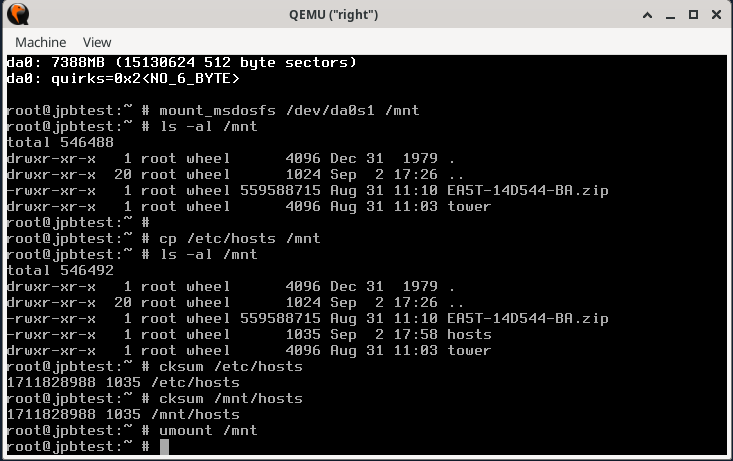 QEMU ("right")
Machine View
da0: 7388MB (15130624 512 byte sectors)
da0: quirks=0x2<NO_6_BYTE>
root@jpbtest:~ # mount_msdosfs /dev/da0s1 /mnt
root@jpbtest:~ # ls -al /mnt
total 546488
drwxr-xr-x   1 root wheel      4096 Dec 31  1979 .
drwxr-xr-x  20 root wheel      1024 Sep  2 17:26 ..
-rwxr-xr-x   1 root wheel 559588715 Aug 31 11:10 EA5T-14D544-BA.zip
drwxr-xr-x   1 root wheel      4096 Aug 31 11:03 tower
root@jpbtest:~ #
root@jpbtest:~ # cp /etc/hosts /mnt
root@jpbtest:~ # ls -al /mnt
total 546492
drwxr-xr-x   1 root wheel      4096 Dec 31  1979 .
drwxr-xr-x  20 root wheel      1024 Sep  2 17:26 ..
-rwxr-xr-x   1 root wheel 559588715 Aug 31 11:10 EA5T-14D544-BA.zip
-rwxr-xr-x   1 root wheel      1035 Sep  2 17:58 hosts
drwxr-xr-x   1 root wheel      4096 Aug 31 11:03 tower
root@jpbtest:~ # cksum /etc/hosts
1711828988 1035 /etc/hosts
root@jpbtest:~ # cksum /mnt/hosts
1711828988 1035 /mnt/hosts
root@jpbtest:~ # umount /mnt
root@jpbtest:~ #